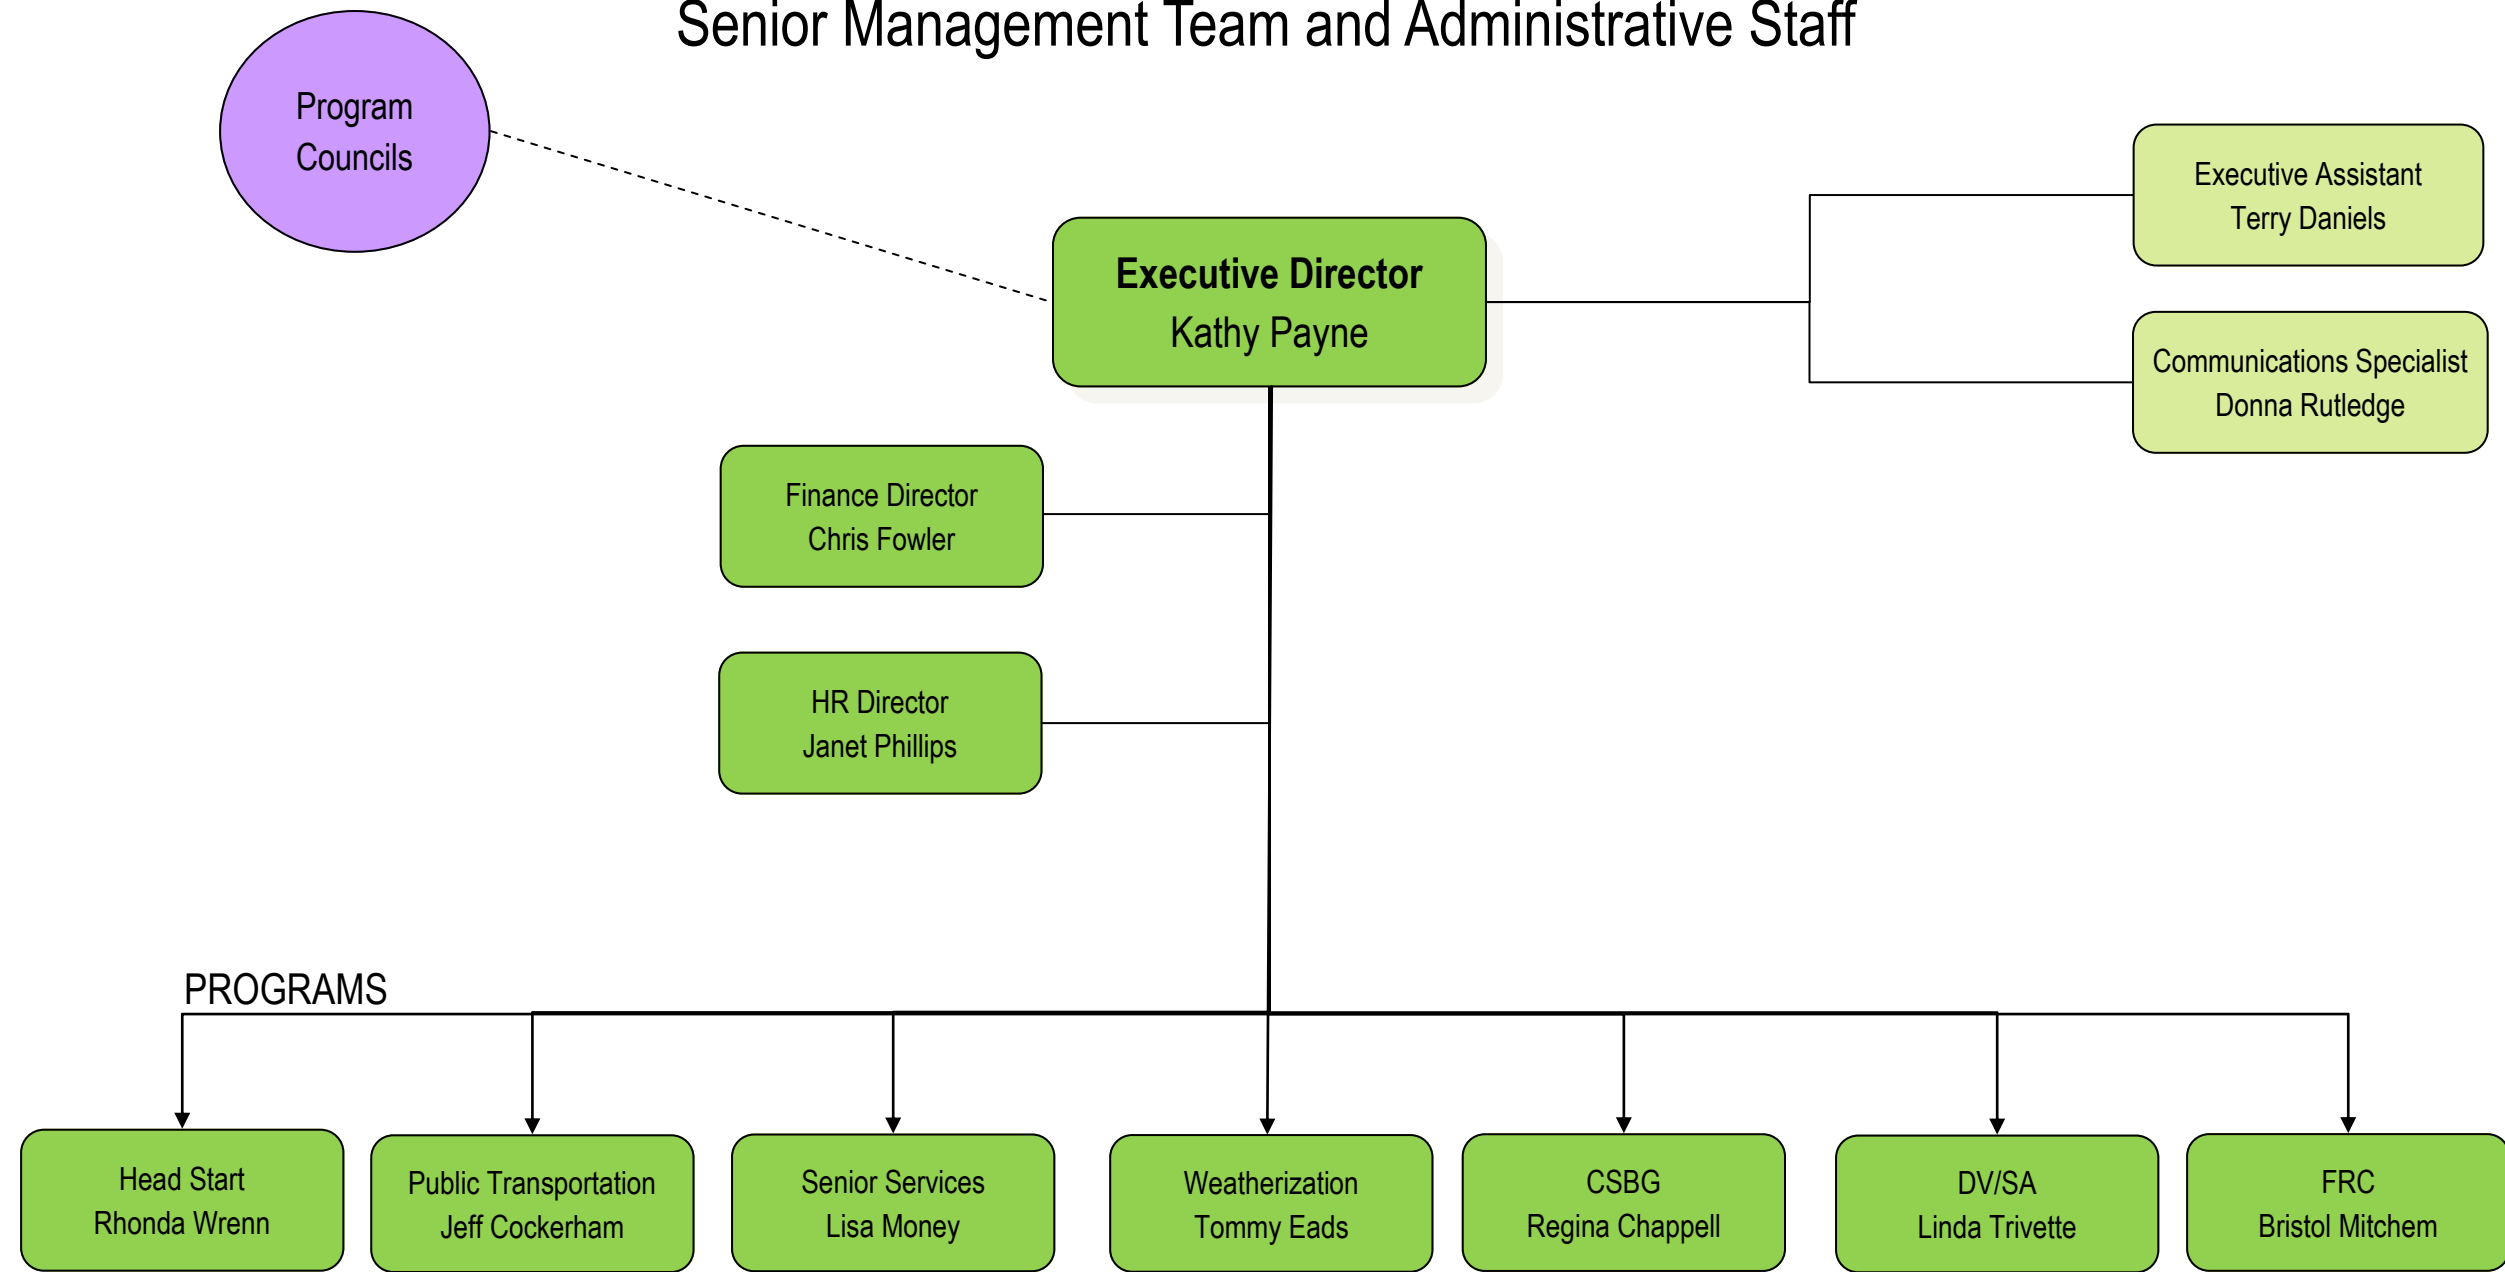 Senior Management Team and Administrative Staff
Program
Councils
Executive Assistant
Terry Daniels
Executive Director
Kathy Payne
Communications Specialist
Donna Rutledge
Finance Director
Chris Fowler
HR Director
Janet Phillips
PROGRAMS
Head Start
Rhonda Wrenn
Public Transportation
Jeff Cockerham
Senior Services
Lisa Money
Weatherization
Tommy Eads
CSBG
Regina Chappell
DV/SA
Linda Trivette
FRC
Bristol Mitchem